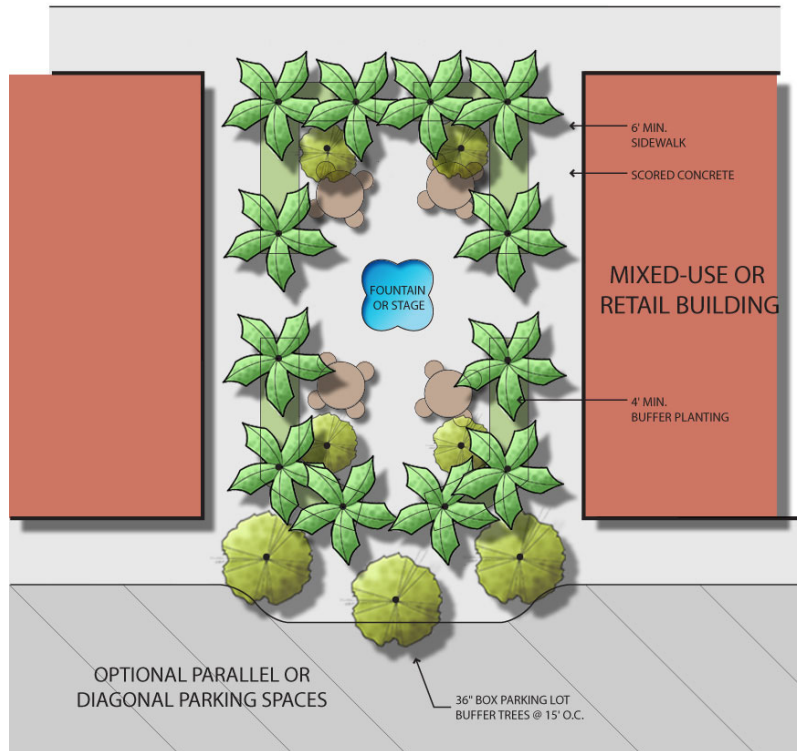 6' MIN.
SIDEWALK
SCORED CONCRETE
MIXED-USE OR
RETAIL BUILDING
FOUNTAIN
OR STAGE
4' MIN.
BUFFER PLANTING
OPTIONAL PARALLEL OR
DIAGONAL PARKING SPACES
36" BOX PARKING LOT
BUFFER TREES @ 15' O.C.